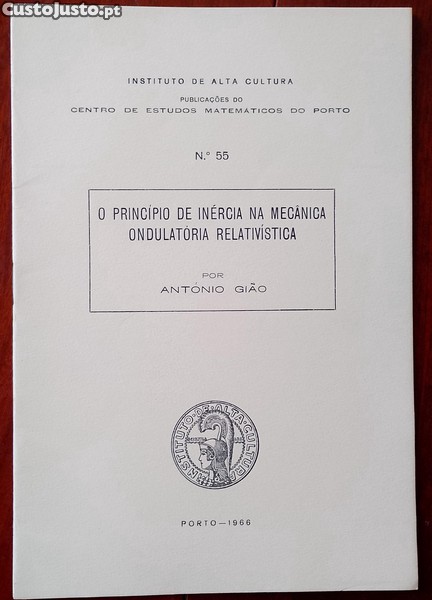 CustoJusto.pt
INSTITUTO DE ALTA CULTURA
PUBLICAÇÕES DO
CENTRO DE ESTUDOS MATEMÁTICOS DO PORTO
N.º 55
O PRINCÍPIO DE INÉRCIA NA MECÂNICA
ONDULATÓRIA RELATIVÍSTICA
POR
ANTÓNIO GIÃO
INSTITUTO·DE·ALTA·CULTURA
PORTO—1966